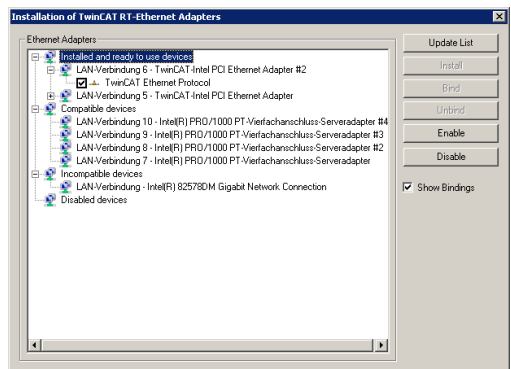 Installation of TwinCAT RT-Ethernet Adapters
Ethernet Adapters
Installed and ready to use devices
LAN-Verbindung 6 - TwinCAT-Intel PCI Ethernet Adapter #2
TwinCAT Ethernet Protocol
LAN-Verbindung 5 - TwinCAT-Intel PCI Ethernet Adapter
Compatible devices
LAN-Verbindung 10 - Intel(R) PRO/1000 PT-Vierfachanschluss-Serveradapter #4
LAN-Verbindung 9 - Intel(R) PRO/1000 PT-Vierfachanschluss-Serveradapter #3
LAN-Verbindung 8 - Intel(R) PRO/1000 PT-Vierfachanschluss-Serveradapter #2
LAN-Verbindung 7 - Intel(R) PRO/1000 PT-Vierfachanschluss-Serveradapter
Incompatible devices
LAN-Verbindung - Intel(R) 82578DM Gigabit Network Connection
Disabled devices
Update List
Install
Bind
Unbind
Enable
Disable
Show Bindings